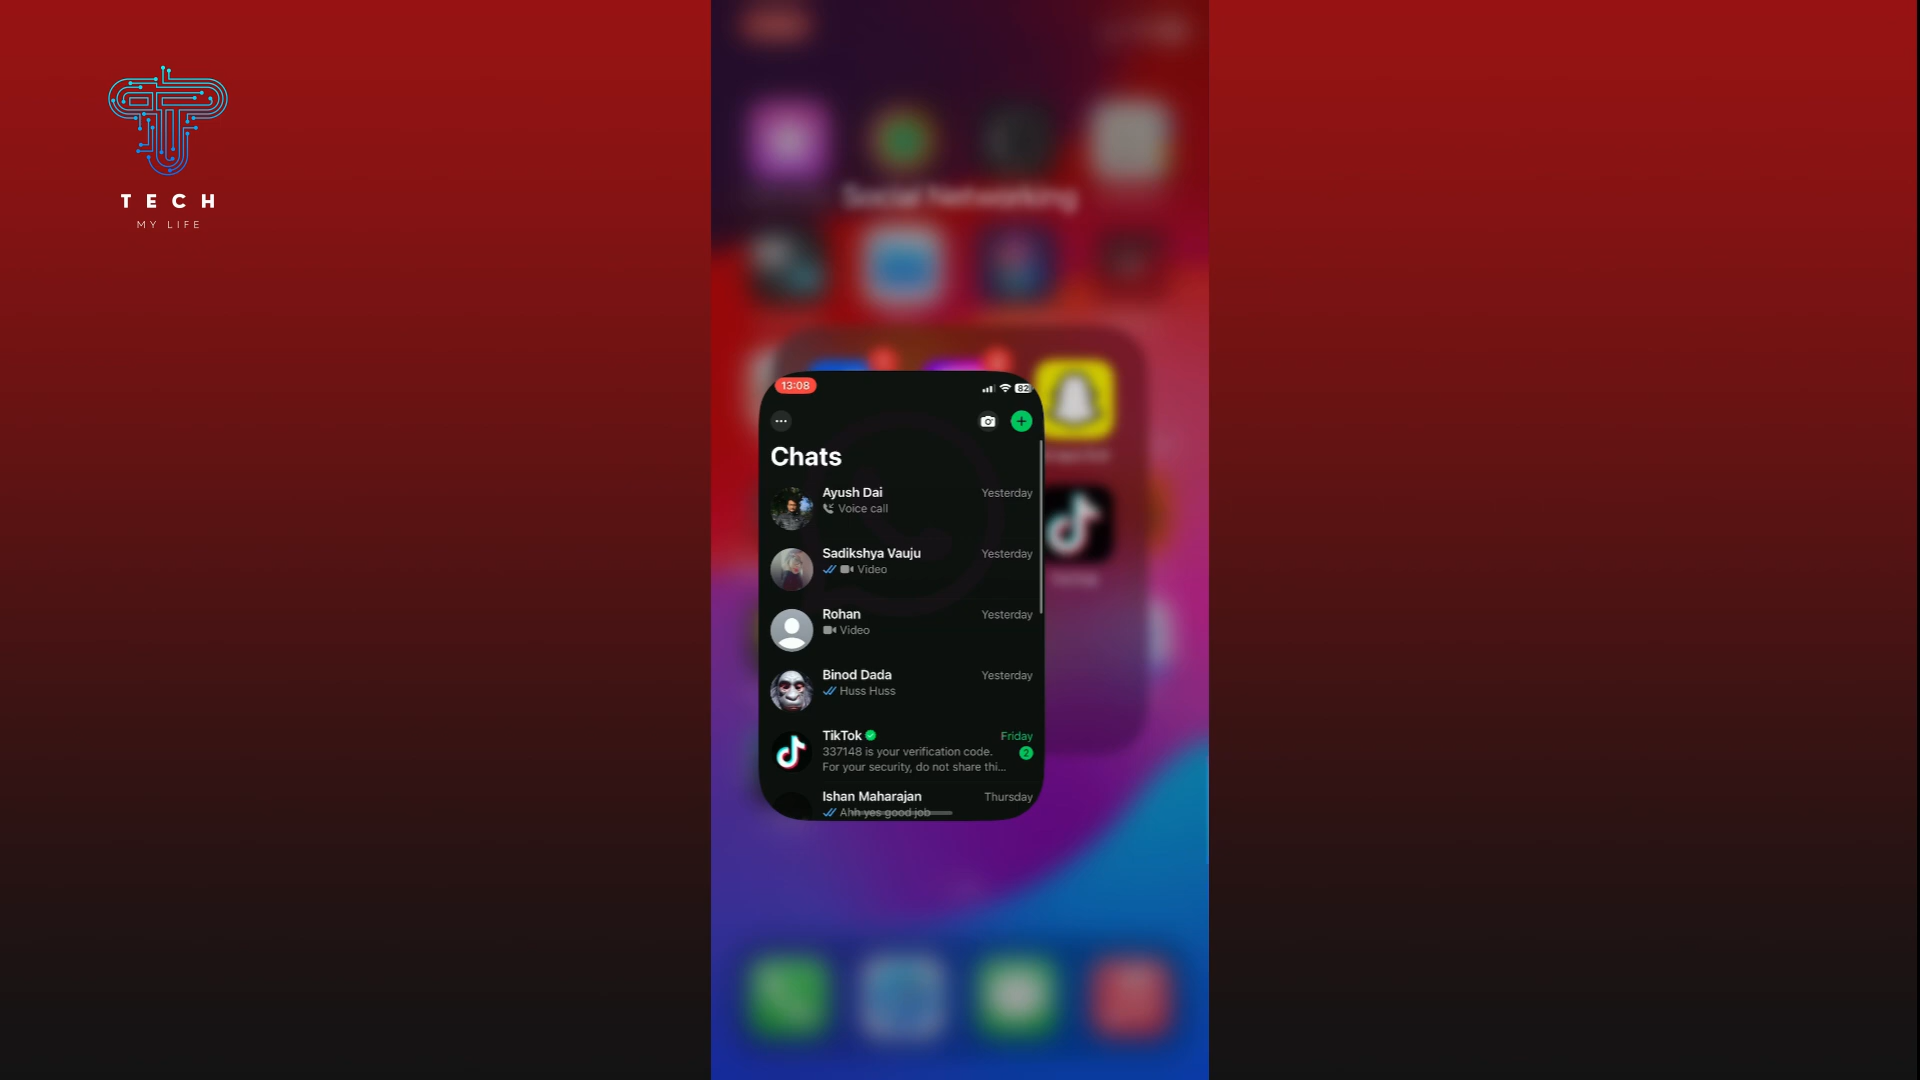 TECH
MY LIFE
Social Networking
13:08
82
Chats
Ayush Dai
Yesterday
Voice call
Sadikshya Vauju
Yesterday
Video
Rohan
Yesterday
Video
Binod Dada
Yesterday
Huss Huss
TikTok
Friday
337148 is your verification code.
2
For your security, do not share thi...
Ishan Maharajan
Thursday
Ahh yes good job